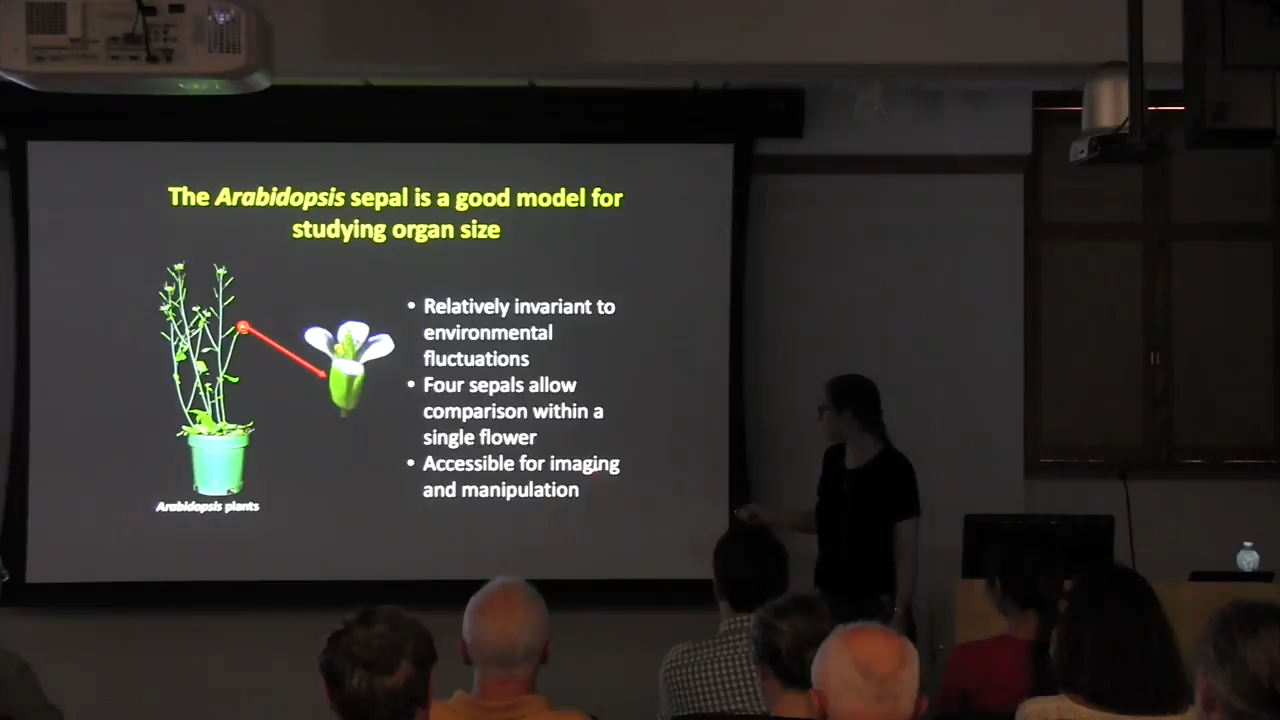 The Arabidopsis sepal is a good model for
studying organ size
• Relatively invariant to
environmental
fluctuations
• Four sepals allow
comparison within a
single flower
• Accessible for imaging
and manipulation
Arabidopsis plants